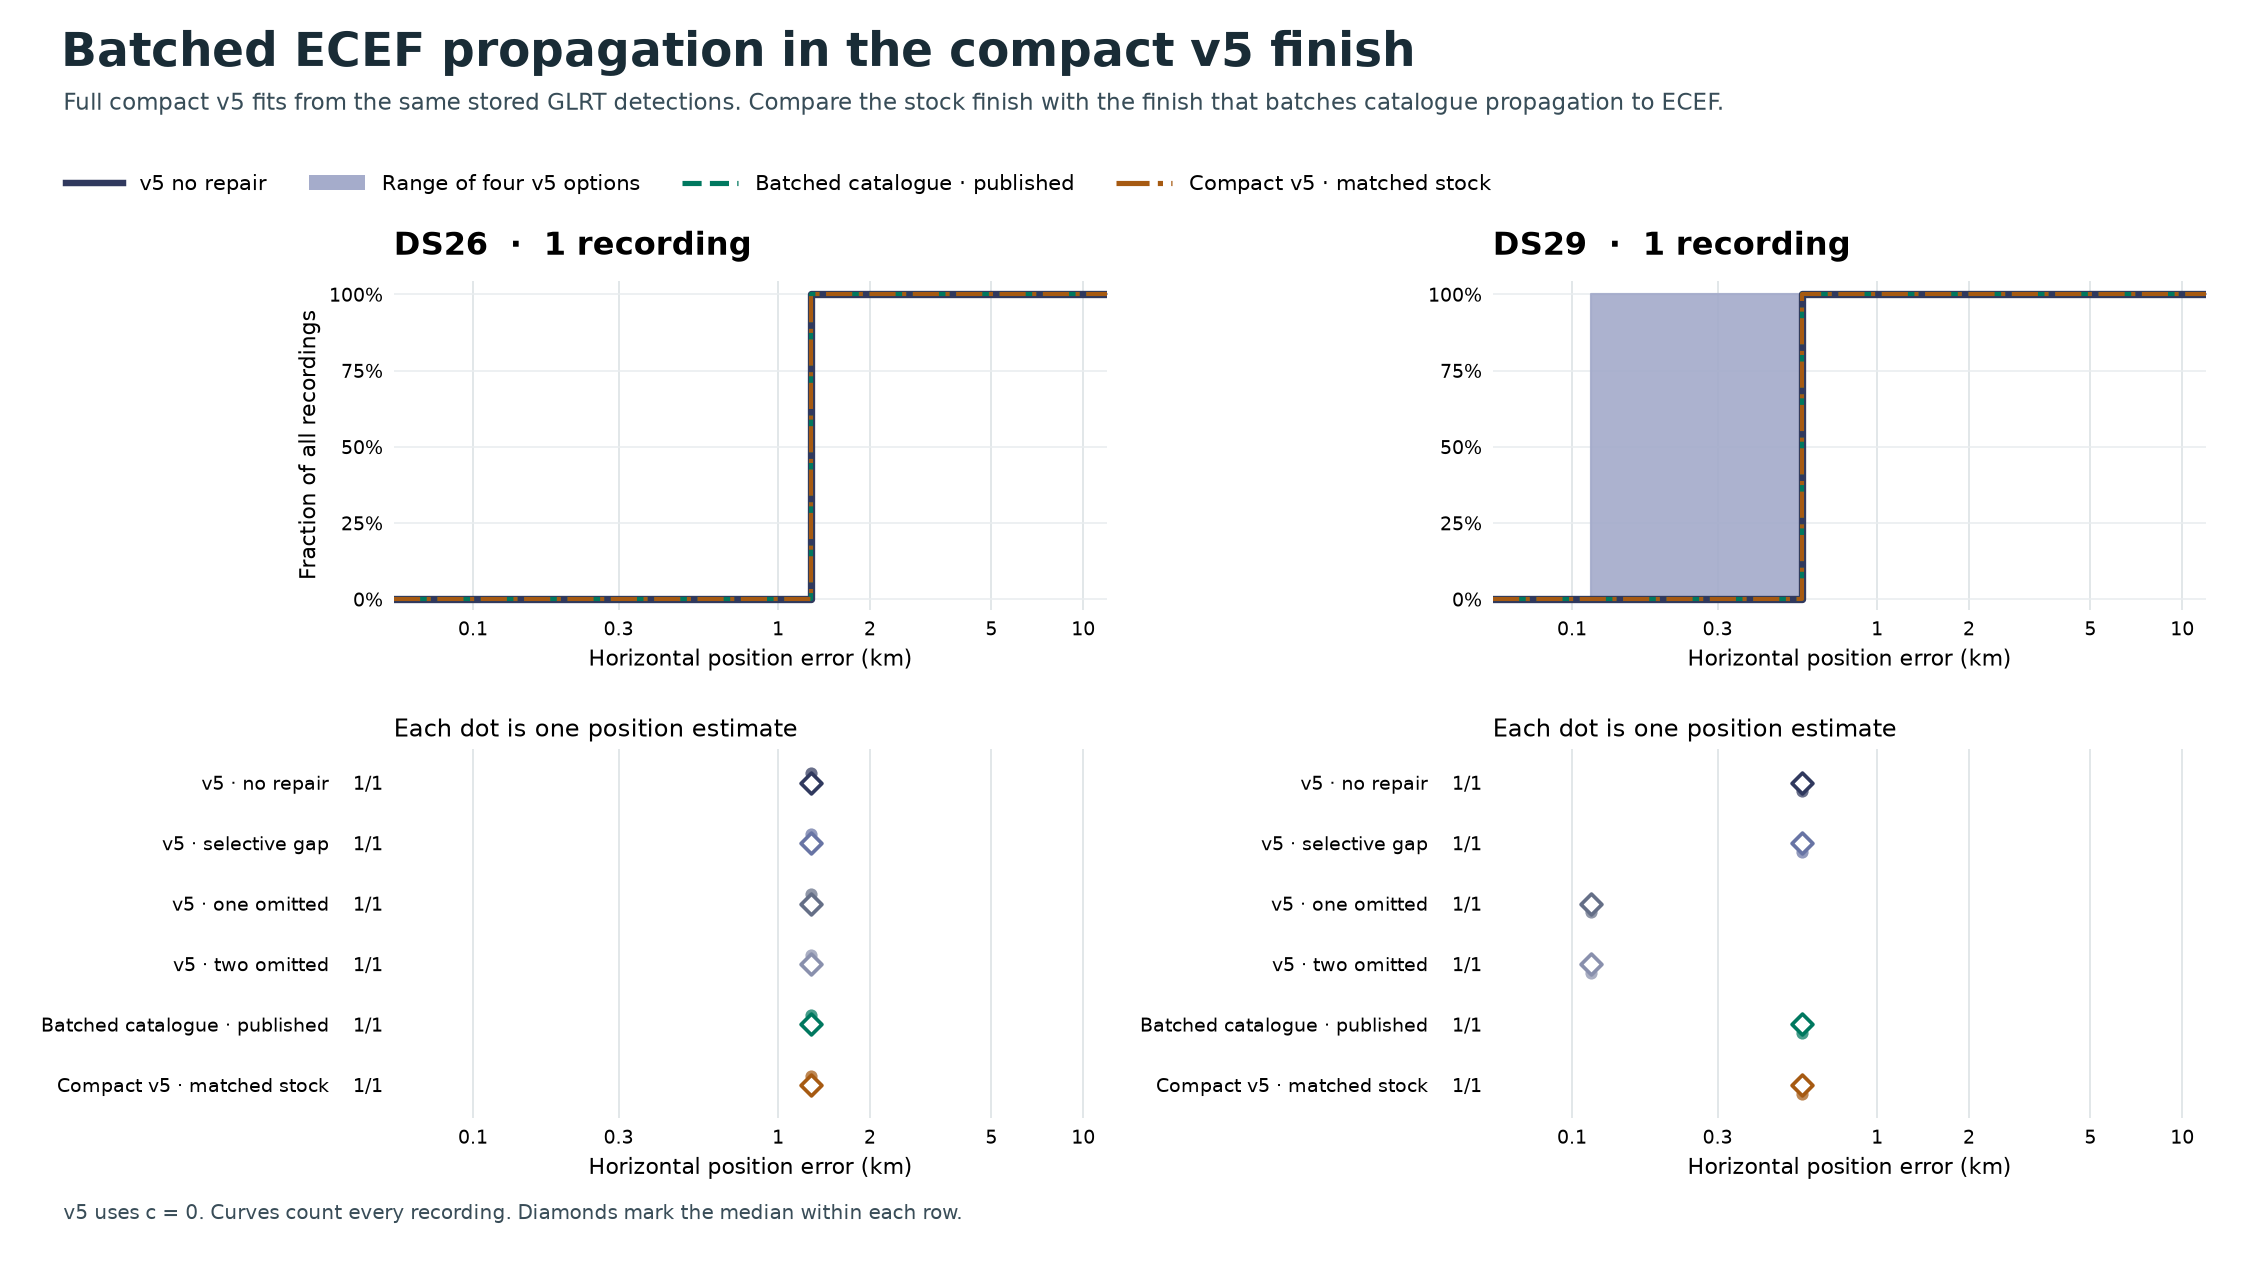 Batched ECEF propagation in the compact v5 finish
Full compact v5 fits from the same stored GLRT detections. Compare the stock finish with the finish that batches catalogue propagation to ECEF.
v5 no repair
Range of four v5 options
Batched catalogue · published
Compact v5 · matched stock
DS26 · 1 recording
Fraction of all recordings
100%
75%
50%
25%
0%
0.1 0.3 1 2 5 10
Horizontal position error (km)
DS29 · 1 recording
100%
75%
50%
25%
0%
0.1 0.3 1 2 5 10
Horizontal position error (km)
Each dot is one position estimate
v5 · no repair 1/1
v5 · selective gap 1/1
v5 · one omitted 1/1
v5 · two omitted 1/1
Batched catalogue · published 1/1
Compact v5 · matched stock 1/1
0.1 0.3 1 2 5 10
Horizontal position error (km)
Each dot is one position estimate
v5 · no repair 1/1
v5 · selective gap 1/1
v5 · one omitted 1/1
v5 · two omitted 1/1
Batched catalogue · published 1/1
Compact v5 · matched stock 1/1
0.1 0.3 1 2 5 10
Horizontal position error (km)
v5 uses c = 0. Curves count every recording. Diamonds mark the median within each row.